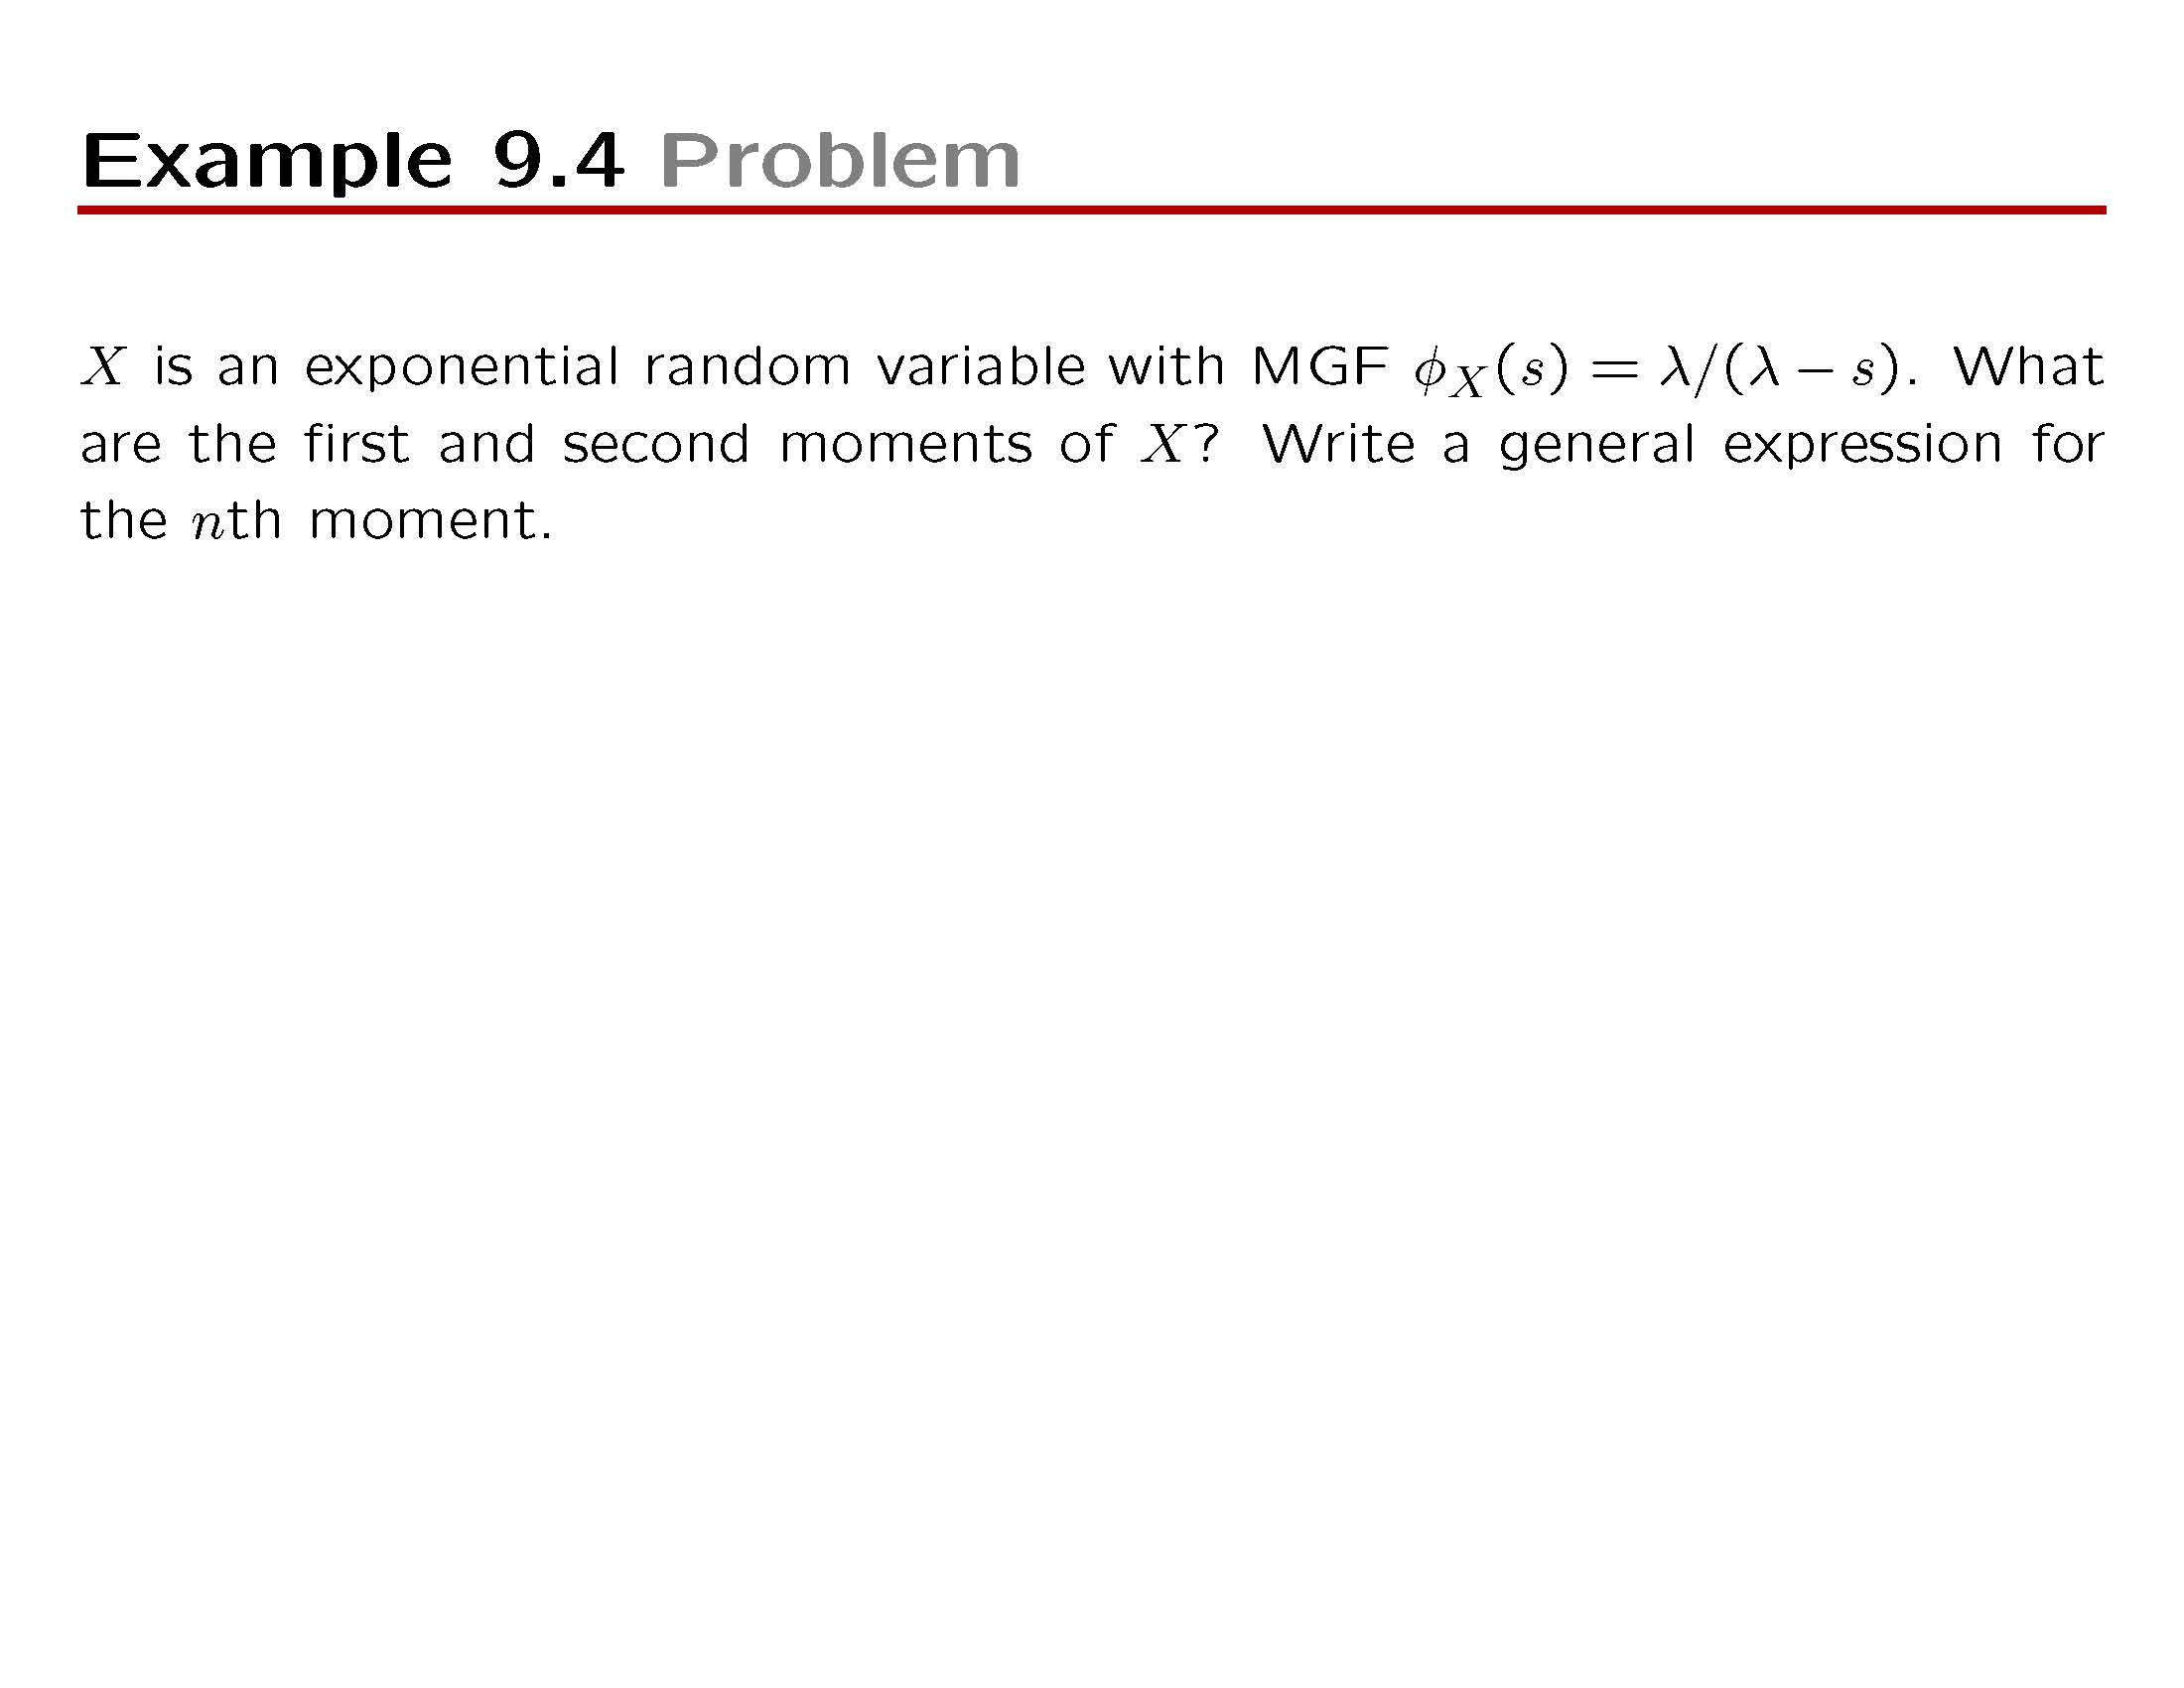 Example 9.4 Problem
X is an exponential random variable with MGF ϕ_X(s) = λ/(λ − s). What
are the first and second moments of X? Write a general expression for
the nth moment.